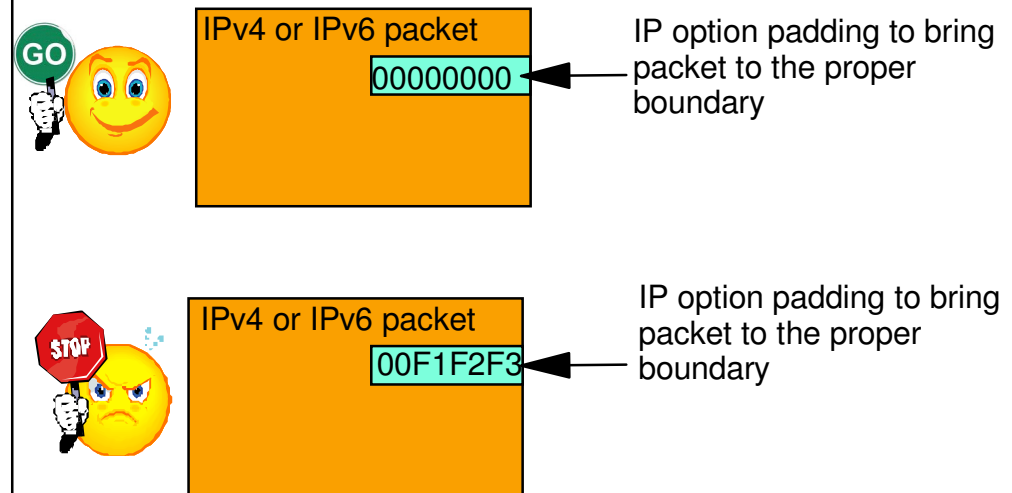 GO
IPv4 or IPv6 packet
00000000
IP option padding to bring
packet to the proper
boundary
STOP
IPv4 or IPv6 packet
00F1F2F3
IP option padding to bring
packet to the proper
boundary